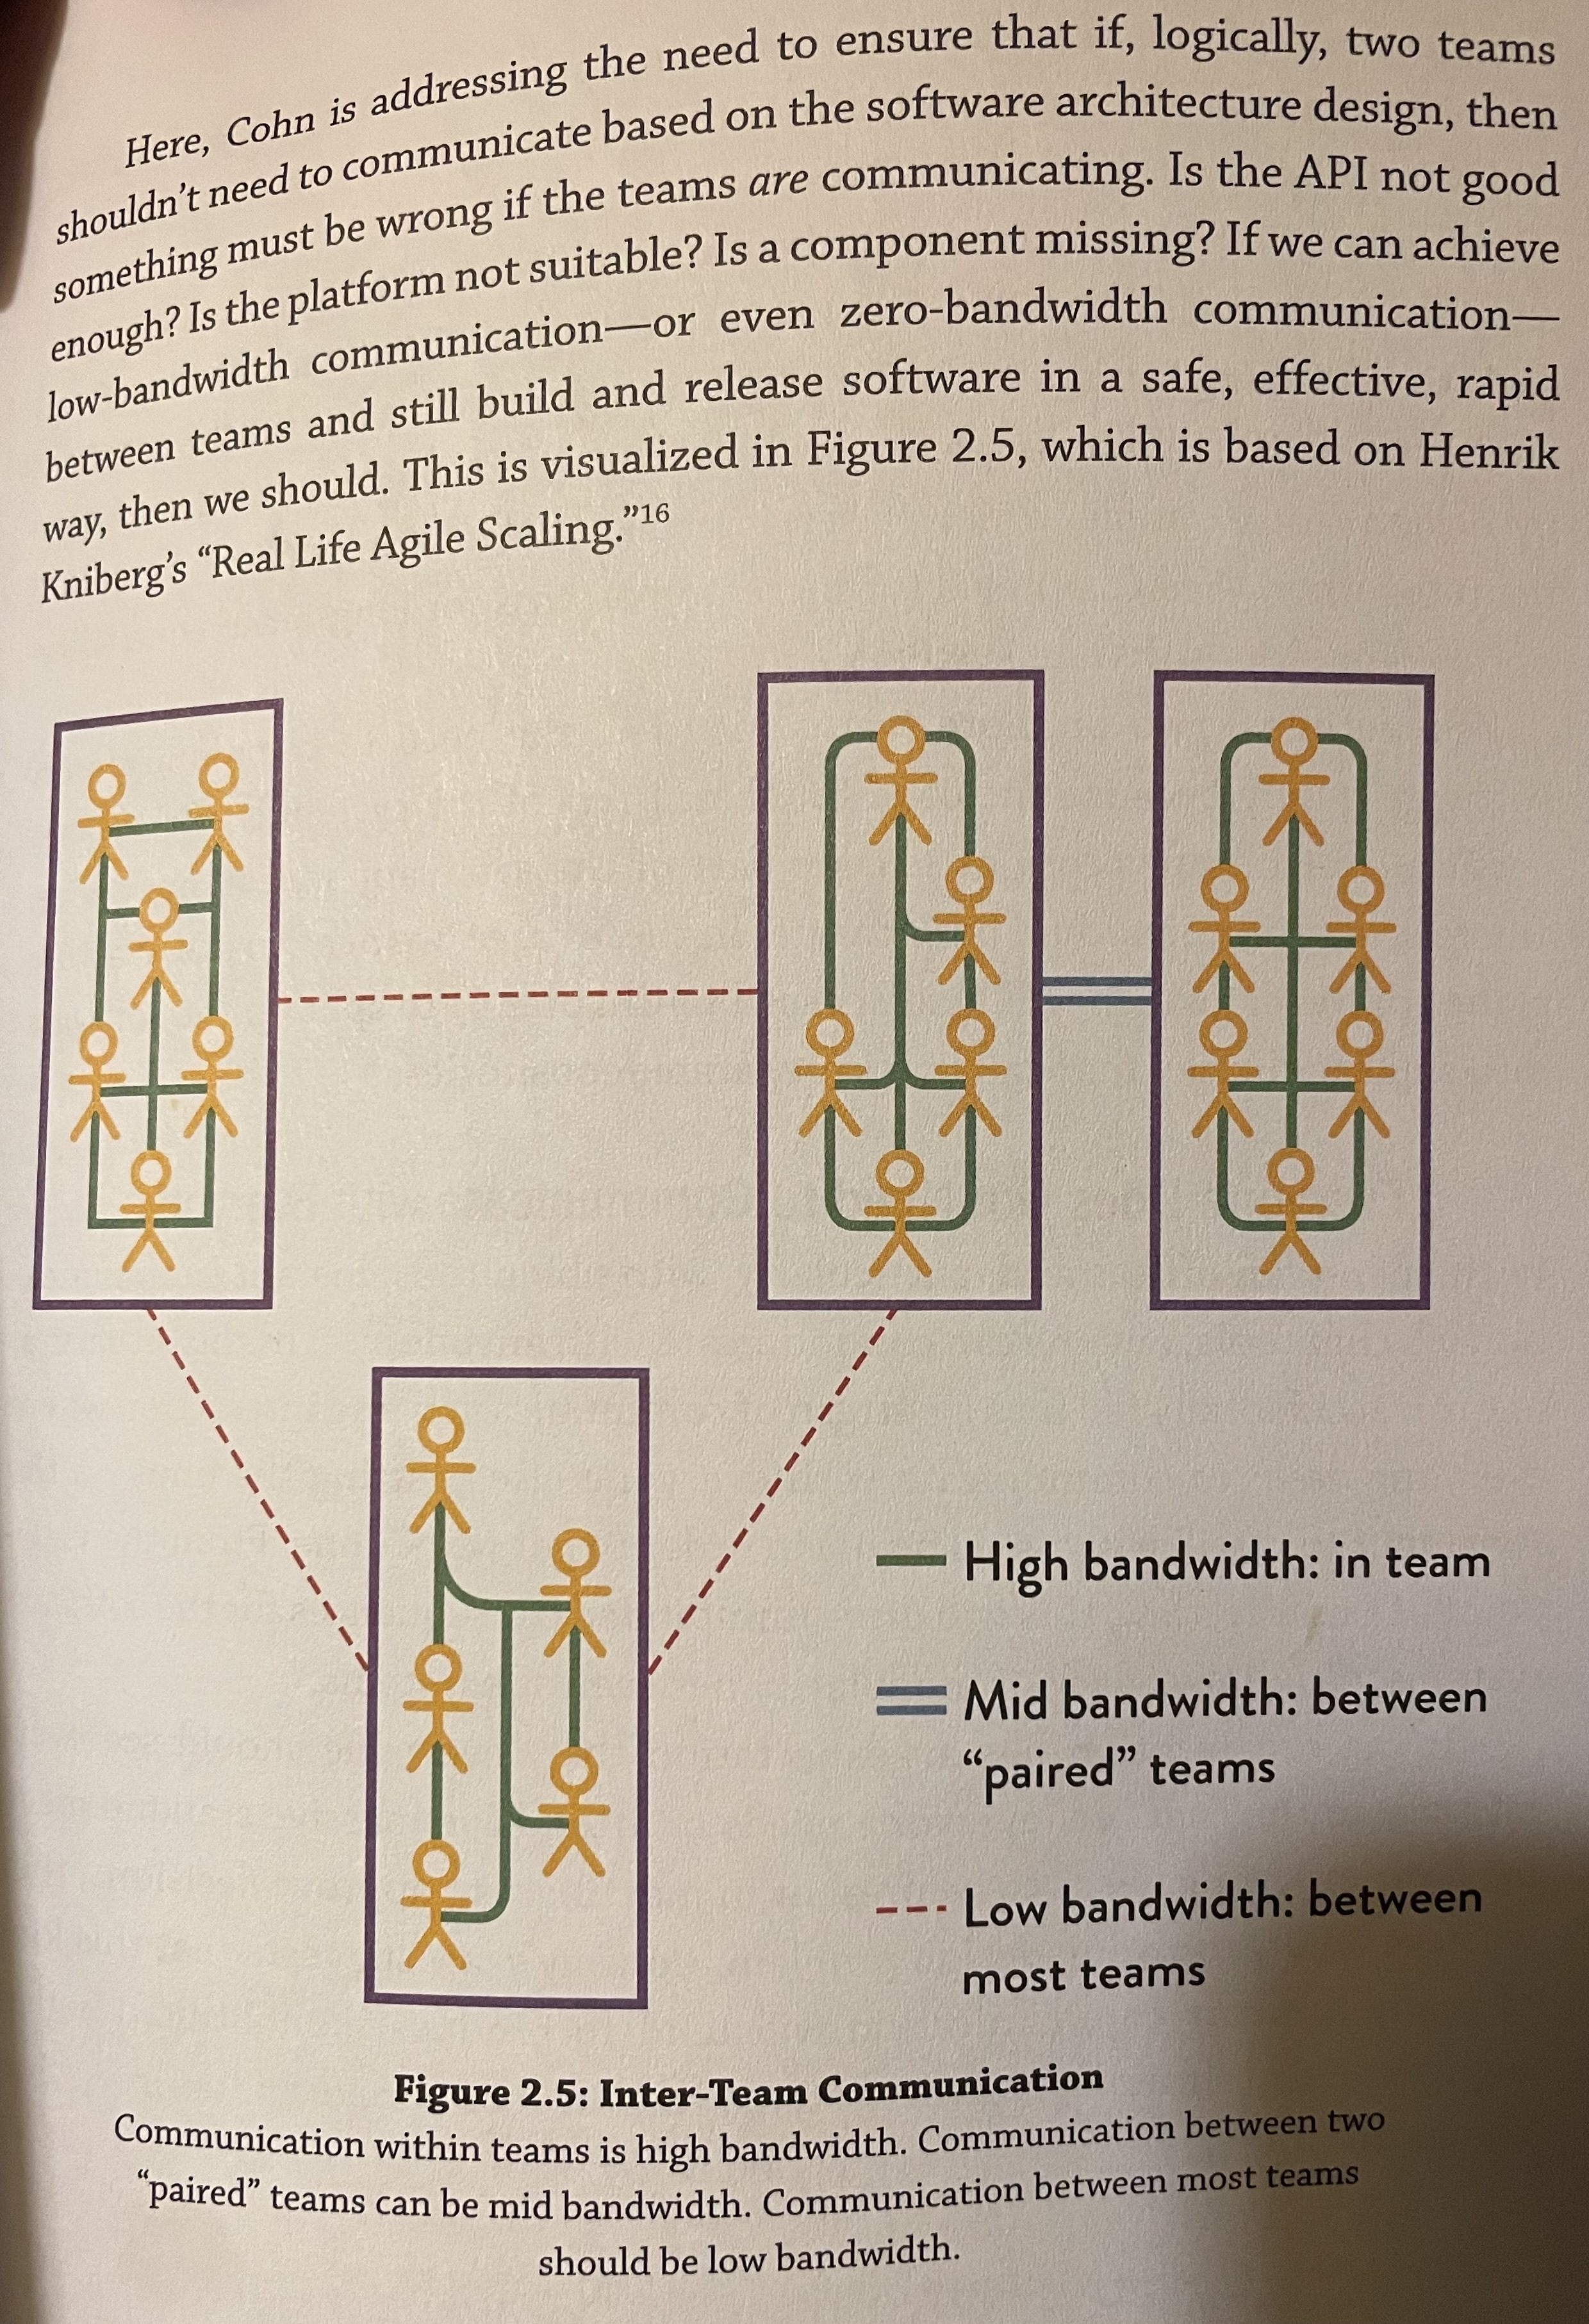 Here, Cohn is addressing the need to ensure that if, logically, two teams
shouldn’t need to communicate based on the software architecture design, then
something must be wrong if the teams are communicating. Is the API not good
enough? Is the platform not suitable? Is a component missing? If we can achieve
low-bandwidth communication—or even zero-bandwidth communication—
between teams and still build and release software in a safe, effective, rapid
way, then we should. This is visualized in Figure 2.5, which is based on Henrik
Kniberg’s “Real Life Agile Scaling.”16
High bandwidth: in team
Mid bandwidth: between
“paired” teams
Low bandwidth: between
most teams
Figure 2.5: Inter-Team Communication
Communication within teams is high bandwidth. Communication between two
“paired” teams can be mid bandwidth. Communication between most teams
should be low bandwidth.